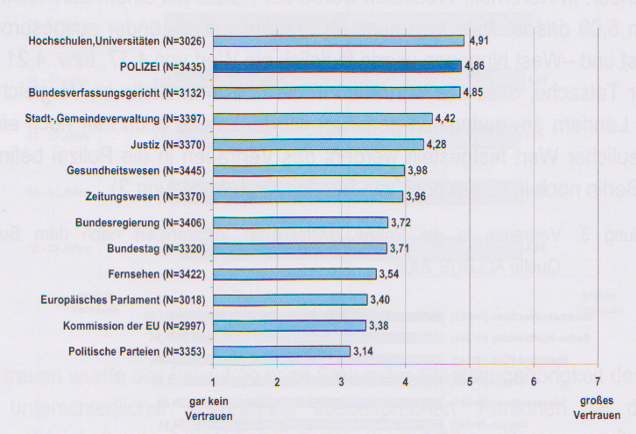 Hochschulen,Universitäten (N=3026) 4,91
POLIZEI (N=3435) 4,86
Bundesverfassungsgericht (N=3132) 4,85
Stadt-,Gemeindeverwaltung (N=3397) 4,42
Justiz (N=3370) 4,28
Gesundheitswesen (N=3445) 3,98
Zeitungswesen (N=3370) 3,96
Bundesregierung (N=3406) 3,72
Bundestag (N=3320) 3,71
Fernsehen (N=3422) 3,54
Europäisches Parlament (N=3018) 3,40
Kommission der EU (N=2997) 3,38
Politische Parteien (N=3353) 3,14
1 2 3 4 5 6 7
gar kein großes
Vertrauen Vertrauen